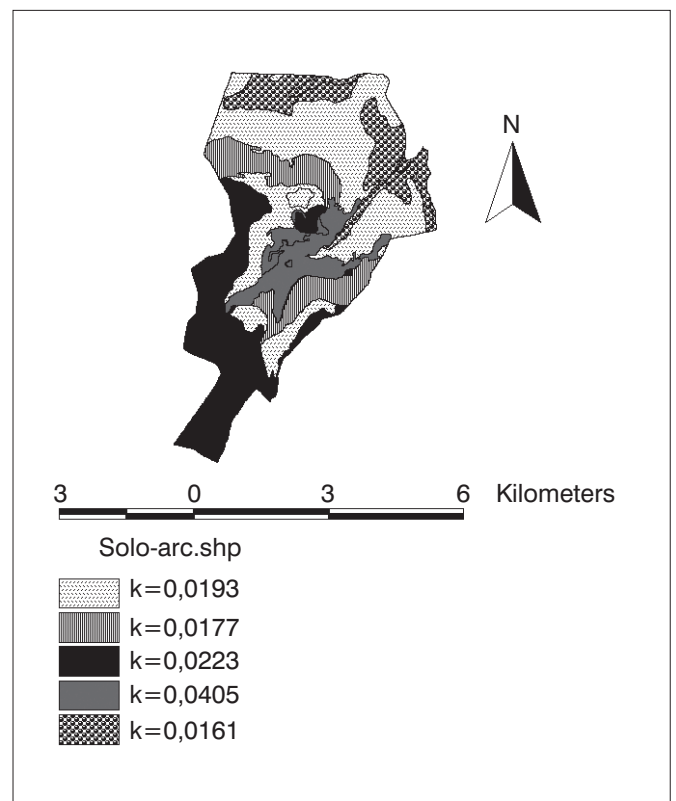 N
3 0 3 6 Kilometers
Solo-arc.shp
k=0,0193
k=0,0177
k=0,0223
k=0,0405
k=0,0161